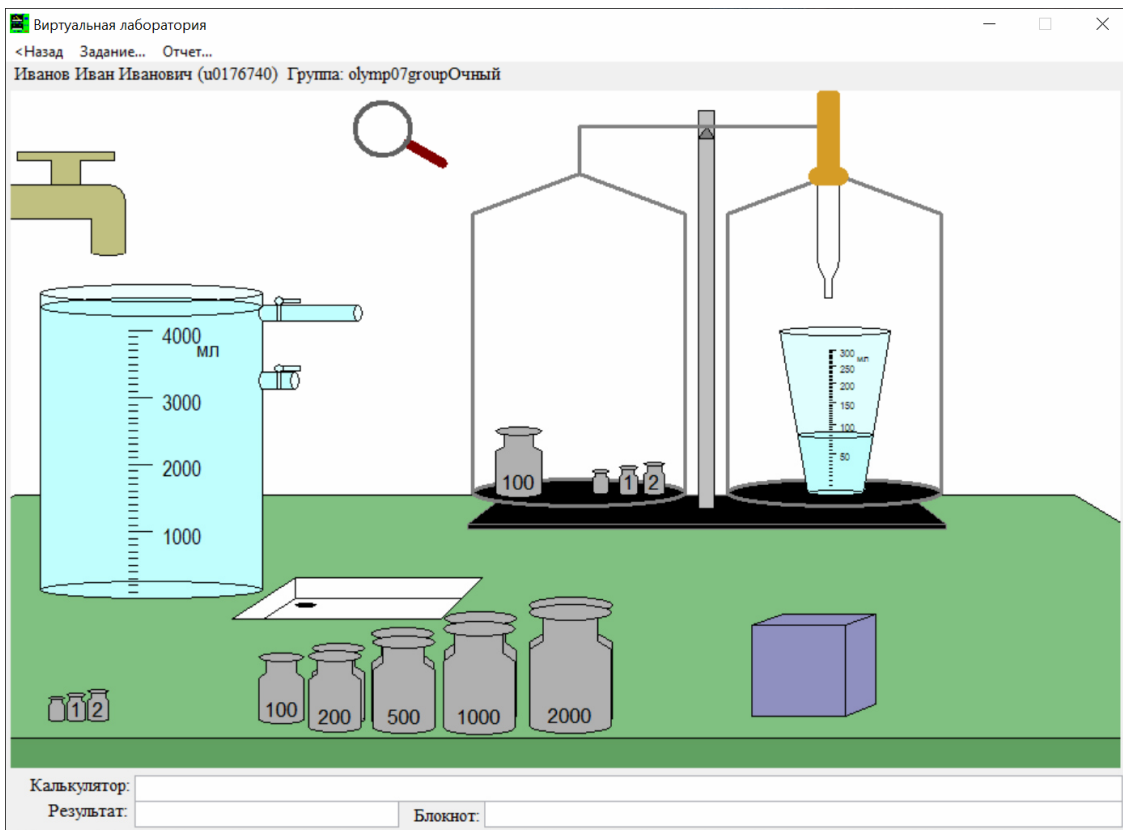 Виртуальная лаборатория
<Назад Задание... Отчет...
Иванов Иван Иванович (u0176740) Группа: olymp07groupОчный
4000
мл
3000
2000
1000
300 мл
250
200
150
100
50
100 1 2
1 2
100 200 500 1000 2000
Калькулятор:
Результат: Блокнот: